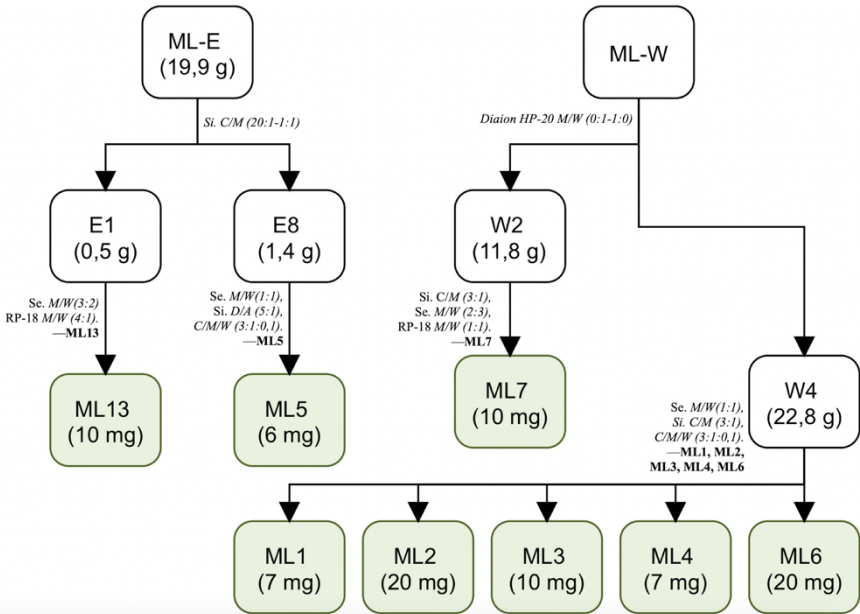 ML-E
(19,9 g)
ML-W
Si. C/M (20:1-1:1)
Diaion HP-20 M/W (0:1-1:0)
E1
(0,5 g)
E8
(1,4 g)
W2
(11,8 g)
Se. M/W(3:2)
RP-18 M/W (4:1).
—ML13
Se. M/W(1:1),
Si. D/A (5:1),
C/M/W (3:1:0,1).
—ML5
Si. C/M (3:1),
Se. M/W (2:3),
RP-18 M/W (1:1).
—ML7
ML13
(10 mg)
ML5
(6 mg)
ML7
(10 mg)
W4
(22,8 g)
Se. M/W(1:1),
Si. C/M (3:1),
C/M/W (3:1:0,1).
—ML1, ML2,
ML3, ML4, ML6
ML1
(7 mg)
ML2
(20 mg)
ML3
(10 mg)
ML4
(7 mg)
ML6
(20 mg)